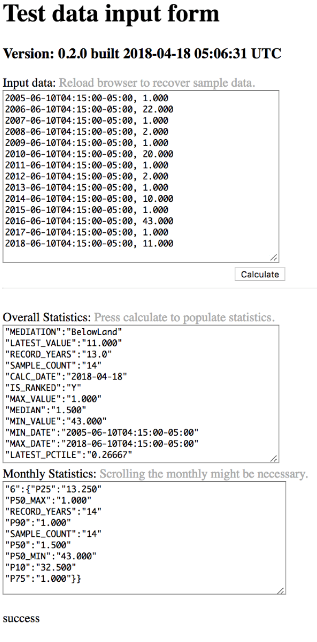 Test data input form
Version: 0.2.0 built 2018-04-18 05:06:31 UTC
Input data: Reload browser to recover sample data.
2005-06-10T04:15:00-05:00, 1.000
2006-06-10T04:15:00-05:00, 22.000
2007-06-10T04:15:00-05:00, 1.000
2008-06-10T04:15:00-05:00, 2.000
2009-06-10T04:15:00-05:00, 1.000
2010-06-10T04:15:00-05:00, 20.000
2011-06-10T04:15:00-05:00, 1.000
2012-06-10T04:15:00-05:00, 2.000
2013-06-10T04:15:00-05:00, 1.000
2014-06-10T04:15:00-05:00, 10.000
2015-06-10T04:15:00-05:00, 1.000
2016-06-10T04:15:00-05:00, 43.000
2017-06-10T04:15:00-05:00, 1.000
2018-06-10T04:15:00-05:00, 11.000
Calculate
Overall Statistics: Press calculate to populate statistics.
"MEDIATION":"BelowLand"
"LATEST_VALUE":"11.000"
"RECORD_YEARS":"13.0"
"SAMPLE_COUNT":"14"
"CALC_DATE":"2018-04-18"
"IS_RANKED":"Y"
"MAX_VALUE":"1.000"
"MEDIAN":"1.500"
"MIN_VALUE":"43.000"
"MIN_DATE":"2005-06-10T04:15:00-05:00"
"MAX_DATE":"2018-06-10T04:15:00-05:00"
"LATEST_PCTILE":"0.26667"
Monthly Statistics: Scrolling the monthly might be necessary.
"6":{"P25":"13.250"
"P50_MAX":"1.000"
"RECORD_YEARS":"14"
"P90":"1.000"
"SAMPLE_COUNT":"14"
"P50":"1.500"
"P50_MIN":"43.000"
"P10":"32.500"
"P75":"1.000"}}
success